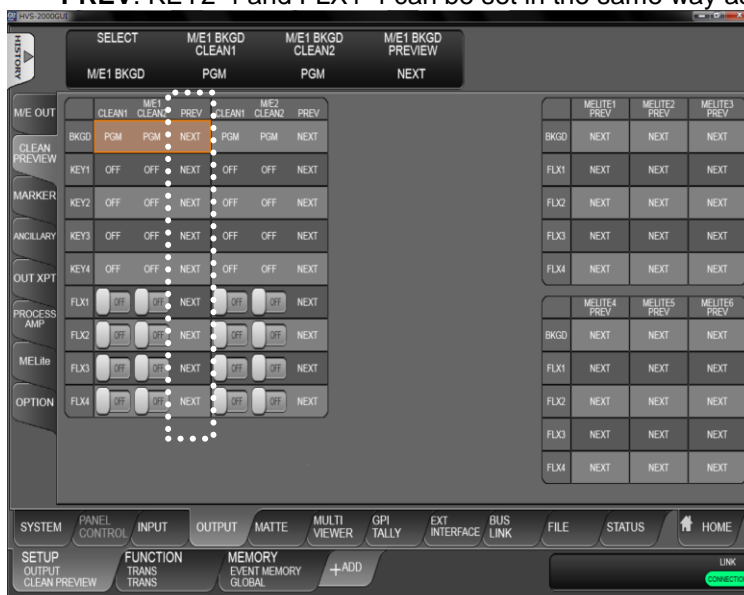 PREV. KEY2-4 and FLX1-4 can be set in the same way as
HVS-2000GUI
HISTORY
SELECT M/E1 BKGD CLEAN1 M/E1 BKGD CLEAN2 M/E1 BKGD PREVIEW
M/E1 BKGD PGM PGM NEXT
M/E OUT
CLEAN PREVIEW
MARKER
ANCILLARY
OUT XPT
PROCESS AMP
MELite
OPTION
M/E1 M/E2
CLEAN1 CLEAN2 PREV CLEAN1 CLEAN2 PREV
BKGD PGM PGM NEXT PGM PGM NEXT
KEY1 OFF OFF NEXT OFF OFF NEXT
KEY2 OFF OFF NEXT OFF OFF NEXT
KEY3 OFF OFF NEXT OFF OFF NEXT
KEY4 OFF OFF NEXT OFF OFF NEXT
FLX1 OFF OFF NEXT OFF OFF NEXT
FLX2 OFF OFF NEXT OFF OFF NEXT
FLX3 OFF OFF NEXT OFF OFF NEXT
FLX4 OFF OFF NEXT OFF OFF NEXT
MELITE1 PREV MELITE2 PREV MELITE3 PREV
BKGD NEXT NEXT NEXT
FLX1 NEXT NEXT NEXT
FLX2 NEXT NEXT NEXT
FLX3 NEXT NEXT NEXT
FLX4 NEXT NEXT NEXT
MELITE4 PREV MELITE5 PREV MELITE6 PREV
BKGD NEXT NEXT NEXT
FLX1 NEXT NEXT NEXT
FLX2 NEXT NEXT NEXT
FLX3 NEXT NEXT NEXT
FLX4 NEXT NEXT NEXT
SYSTEM PANEL CONTROL INPUT OUTPUT MATTE MULTI VIEWER GPI TALLY EXT INTERFACE BUS LINK FILE STATUS HOME
SETUP FUNCTION MEMORY +ADD
OUTPUT TRANS EVENT MEMORY
CLEAN PREVIEW TRANS GLOBAL
LINK
CONNECTION